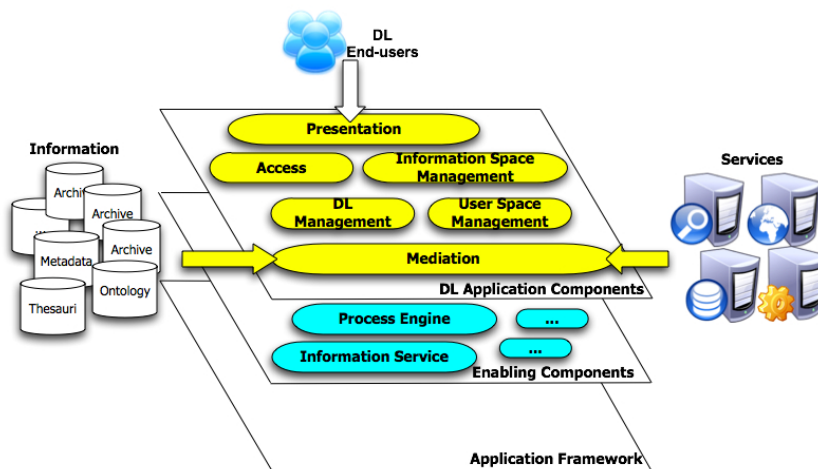 DL
End-users
Presentation
Information
Access
Information Space
Management
Services
Archi
Archive
...
DL
Management
User Space
Management
Archive
Metadata
Mediation
Ontology
DL Application Components
Thesauri
Process Engine
...
Information Service
...
Enabling Components
Application Framework